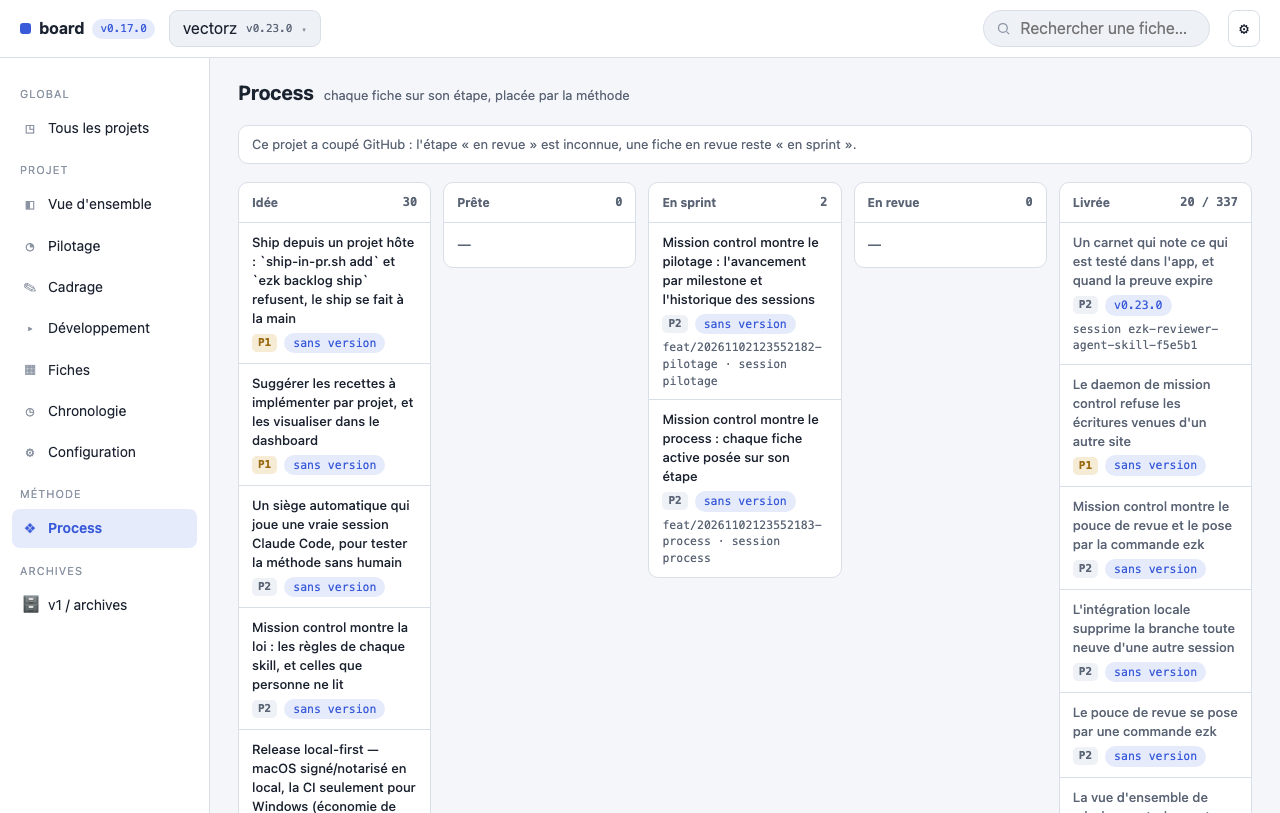 board v0.17.0 vectorz v0.23.0
Rechercher une fiche...
GLOBAL
Tous les projets
PROJET
Vue d'ensemble
Pilotage
Cadrage
Développement
Fiches
Chronologie
Configuration
MÉTHODE
Process
ARCHIVES
v1 / archives
Process chaque fiche sur son étape, placée par la méthode
Ce projet a coupé GitHub : l'étape « en revue » est inconnue, une fiche en revue reste « en sprint ».
Idée 30
Ship depuis un projet hôte
: `ship-in-pr.sh add` et
`ezk backlog ship`
refusent, le ship se fait à
la main
P1 sans version
Suggérer les recettes à
implémenter par projet, et
les visualiser dans le
dashboard
P1 sans version
Un siège automatique qui
joue une vraie session
Claude Code, pour tester
la méthode sans humain
P2 sans version
Mission control montre la
loi : les règles de chaque
skill, et celles que
personne ne lit
P2 sans version
Release local-first —
macOS signé/notarisé en
local, la CI seulement pour
Windows (économie de
Prête 0
—
En sprint 2
Mission control montre le
pilotage : l'avancement
par milestone et
l'historique des sessions
P2 sans version
feat/20261102123552182-
pilotage · session
pilotage
Mission control montre le
process : chaque fiche
active posée sur son
étape
P2 sans version
feat/20261102123552183-
process · session
process
En revue 0
—
Livrée 20 / 337
Un carnet qui note ce qui
est testé dans l'app, et
quand la preuve expire
P2 v0.23.0
session ezk-reviewer-
agent-skill-f5e5b1
Le daemon de mission
control refuse les
écritures venues d'un
autre site
P1 sans version
Mission control montre le
pouce de revue et le pose
par la commande ezk
P2 sans version
L'intégration locale
supprime la branche toute
neuve d'une autre session
P2 sans version
Le pouce de revue se pose
par une commande ezk
P2 sans version
La vue d'ensemble de